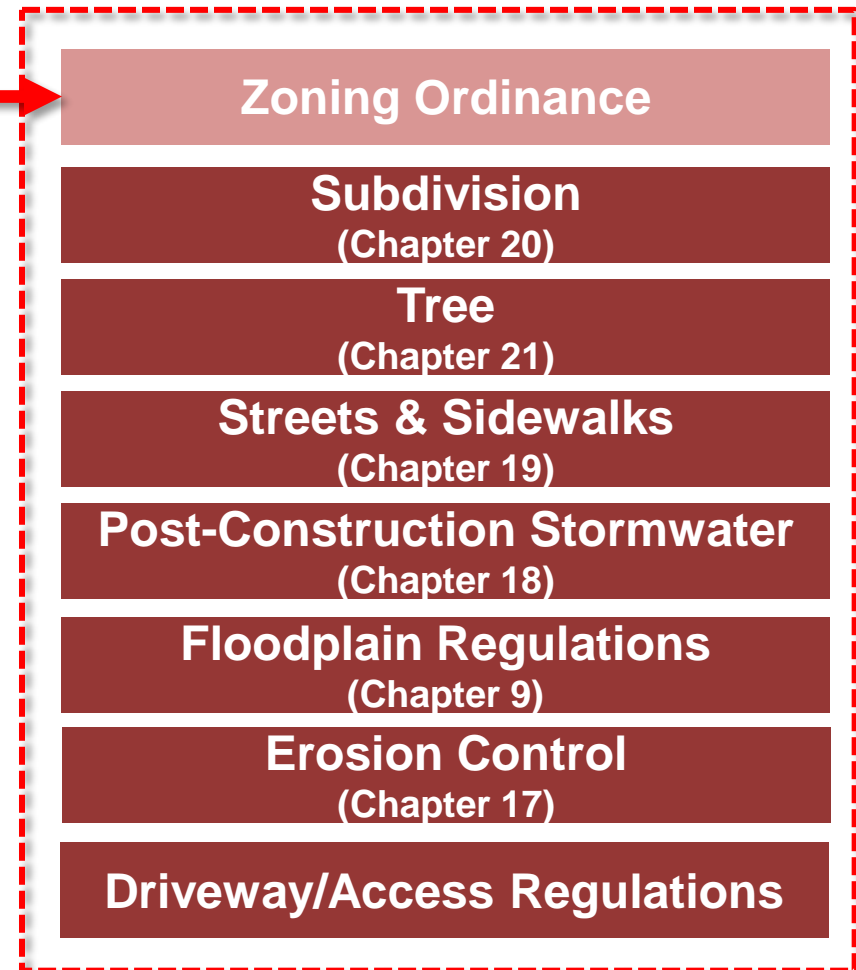 Zoning Ordinance
Subdivision
(Chapter 20)
Tree
(Chapter 21)
Streets & Sidewalks
(Chapter 19)
Post-Construction Stormwater
(Chapter 18)
Floodplain Regulations
(Chapter 9)
Erosion Control
(Chapter 17)
Driveway/Access Regulations